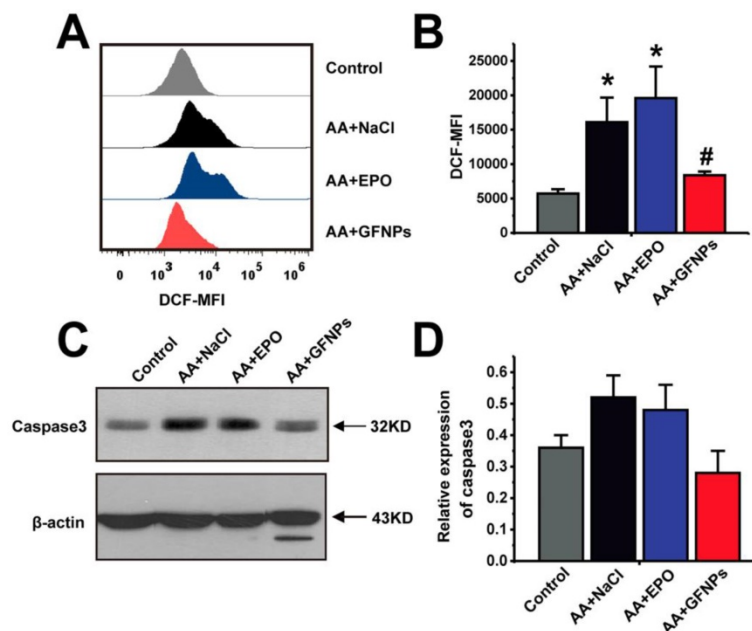 A
Control
AA+NaCl
AA+EPO
AA+GFNPs
0 10³ 10⁴ 10⁵ 10⁶
DCF-MFI
B
DCF-MFI
25000
20000
15000
10000
5000
0
*
*
#
Control
AA+NaCl
AA+EPO
AA+GFNPs
C
Control
AA+NaCl
AA+EPO
AA+GFNPs
Caspase3
32KD
β-actin
43KD
D
Relative expression
of caspase3
0.6
0.5
0.4
0.3
0.2
0.1
0.0
Control
AA+NaCl
AA+EPO
AA+GFNPs